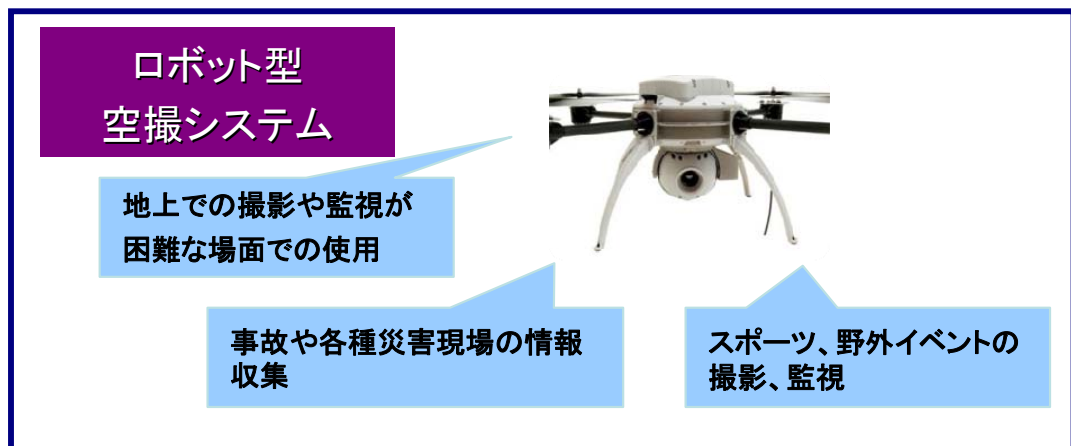 ロボット型
空撮システム
地上での撮影や監視が
困難な場面での使用
事故や各種災害現場の情報
収集
スポーツ、野外イベントの
撮影、監視